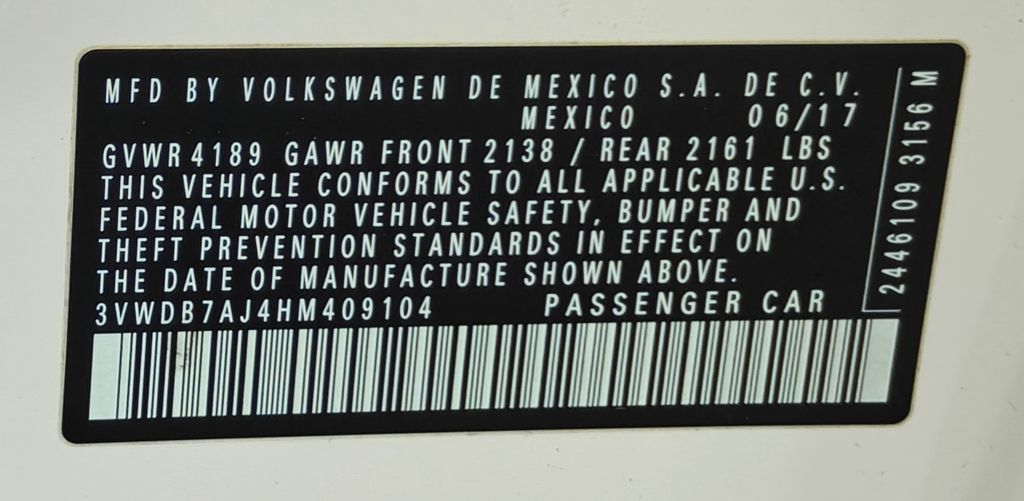 MFD BY VOLKSWAGEN DE MEXICO S.A. DE C.V.
MEXICO 06/17
GVWR 4189 GAWR FRONT 2138 / REAR 2161 LBS
THIS VEHICLE CONFORMS TO ALL APPLICABLE U.S.
FEDERAL MOTOR VEHICLE SAFETY, BUMPER AND
THEFT PREVENTION STANDARDS IN EFFECT ON
THE DATE OF MANUFACTURE SHOWN ABOVE.
3VWDB7AJ4HM409104 PASSENGER CAR
2446109 3156 M